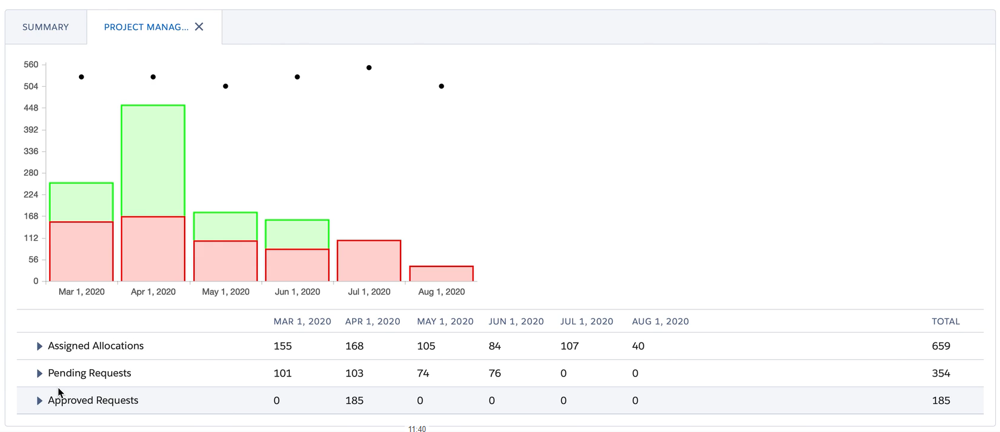 SUMMARY
PROJECT MANAG...
560
504
448
392
336
280
224
168
112
56
0
Mar 1, 2020 Apr 1, 2020 May 1, 2020 Jun 1, 2020 Jul 1, 2020 Aug 1, 2020
MAR 1, 2020 APR 1, 2020 MAY 1, 2020 JUN 1, 2020 JUL 1, 2020 AUG 1, 2020 TOTAL
Assigned Allocations 155 168 105 84 107 40 659
Pending Requests 101 103 74 76 0 0 354
Approved Requests 0 185 0 0 0 0 185
11:40